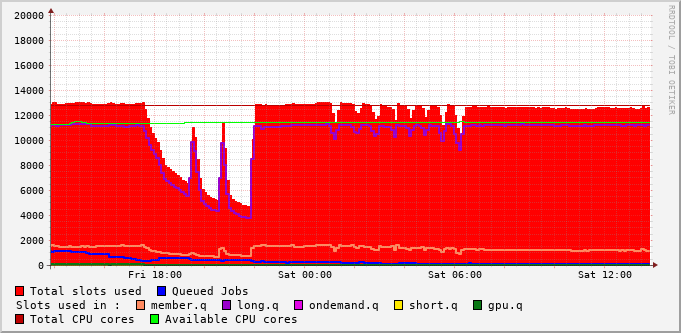 20000
18000
16000
14000
12000
10000
8000
6000
4000
2000
0
Fri 18:00 Sat 00:00 Sat 06:00 Sat 12:00
RRDTOOL / TOBI OETIKER
Total slots used Queued Jobs
Slots used in : member.q long.q ondemand.q short.q gpu.q
Total CPU cores Available CPU cores